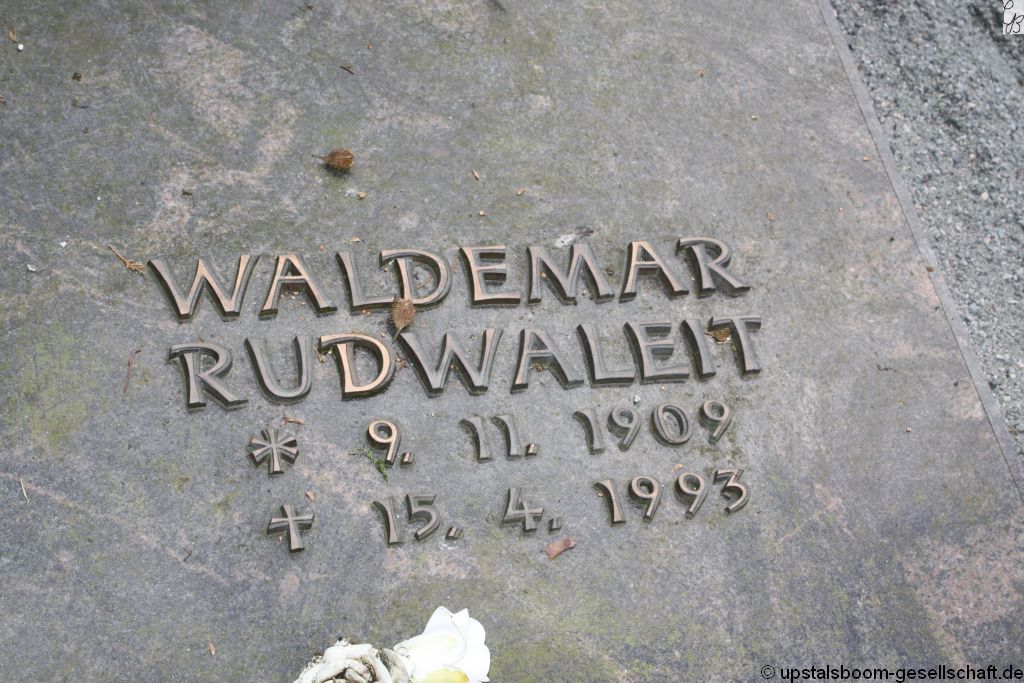 WALDEMAR
RUDWALEIT
* 9. 11. 1909
† 15. 4. 1993
© upstalsboom-gesellschaft.de